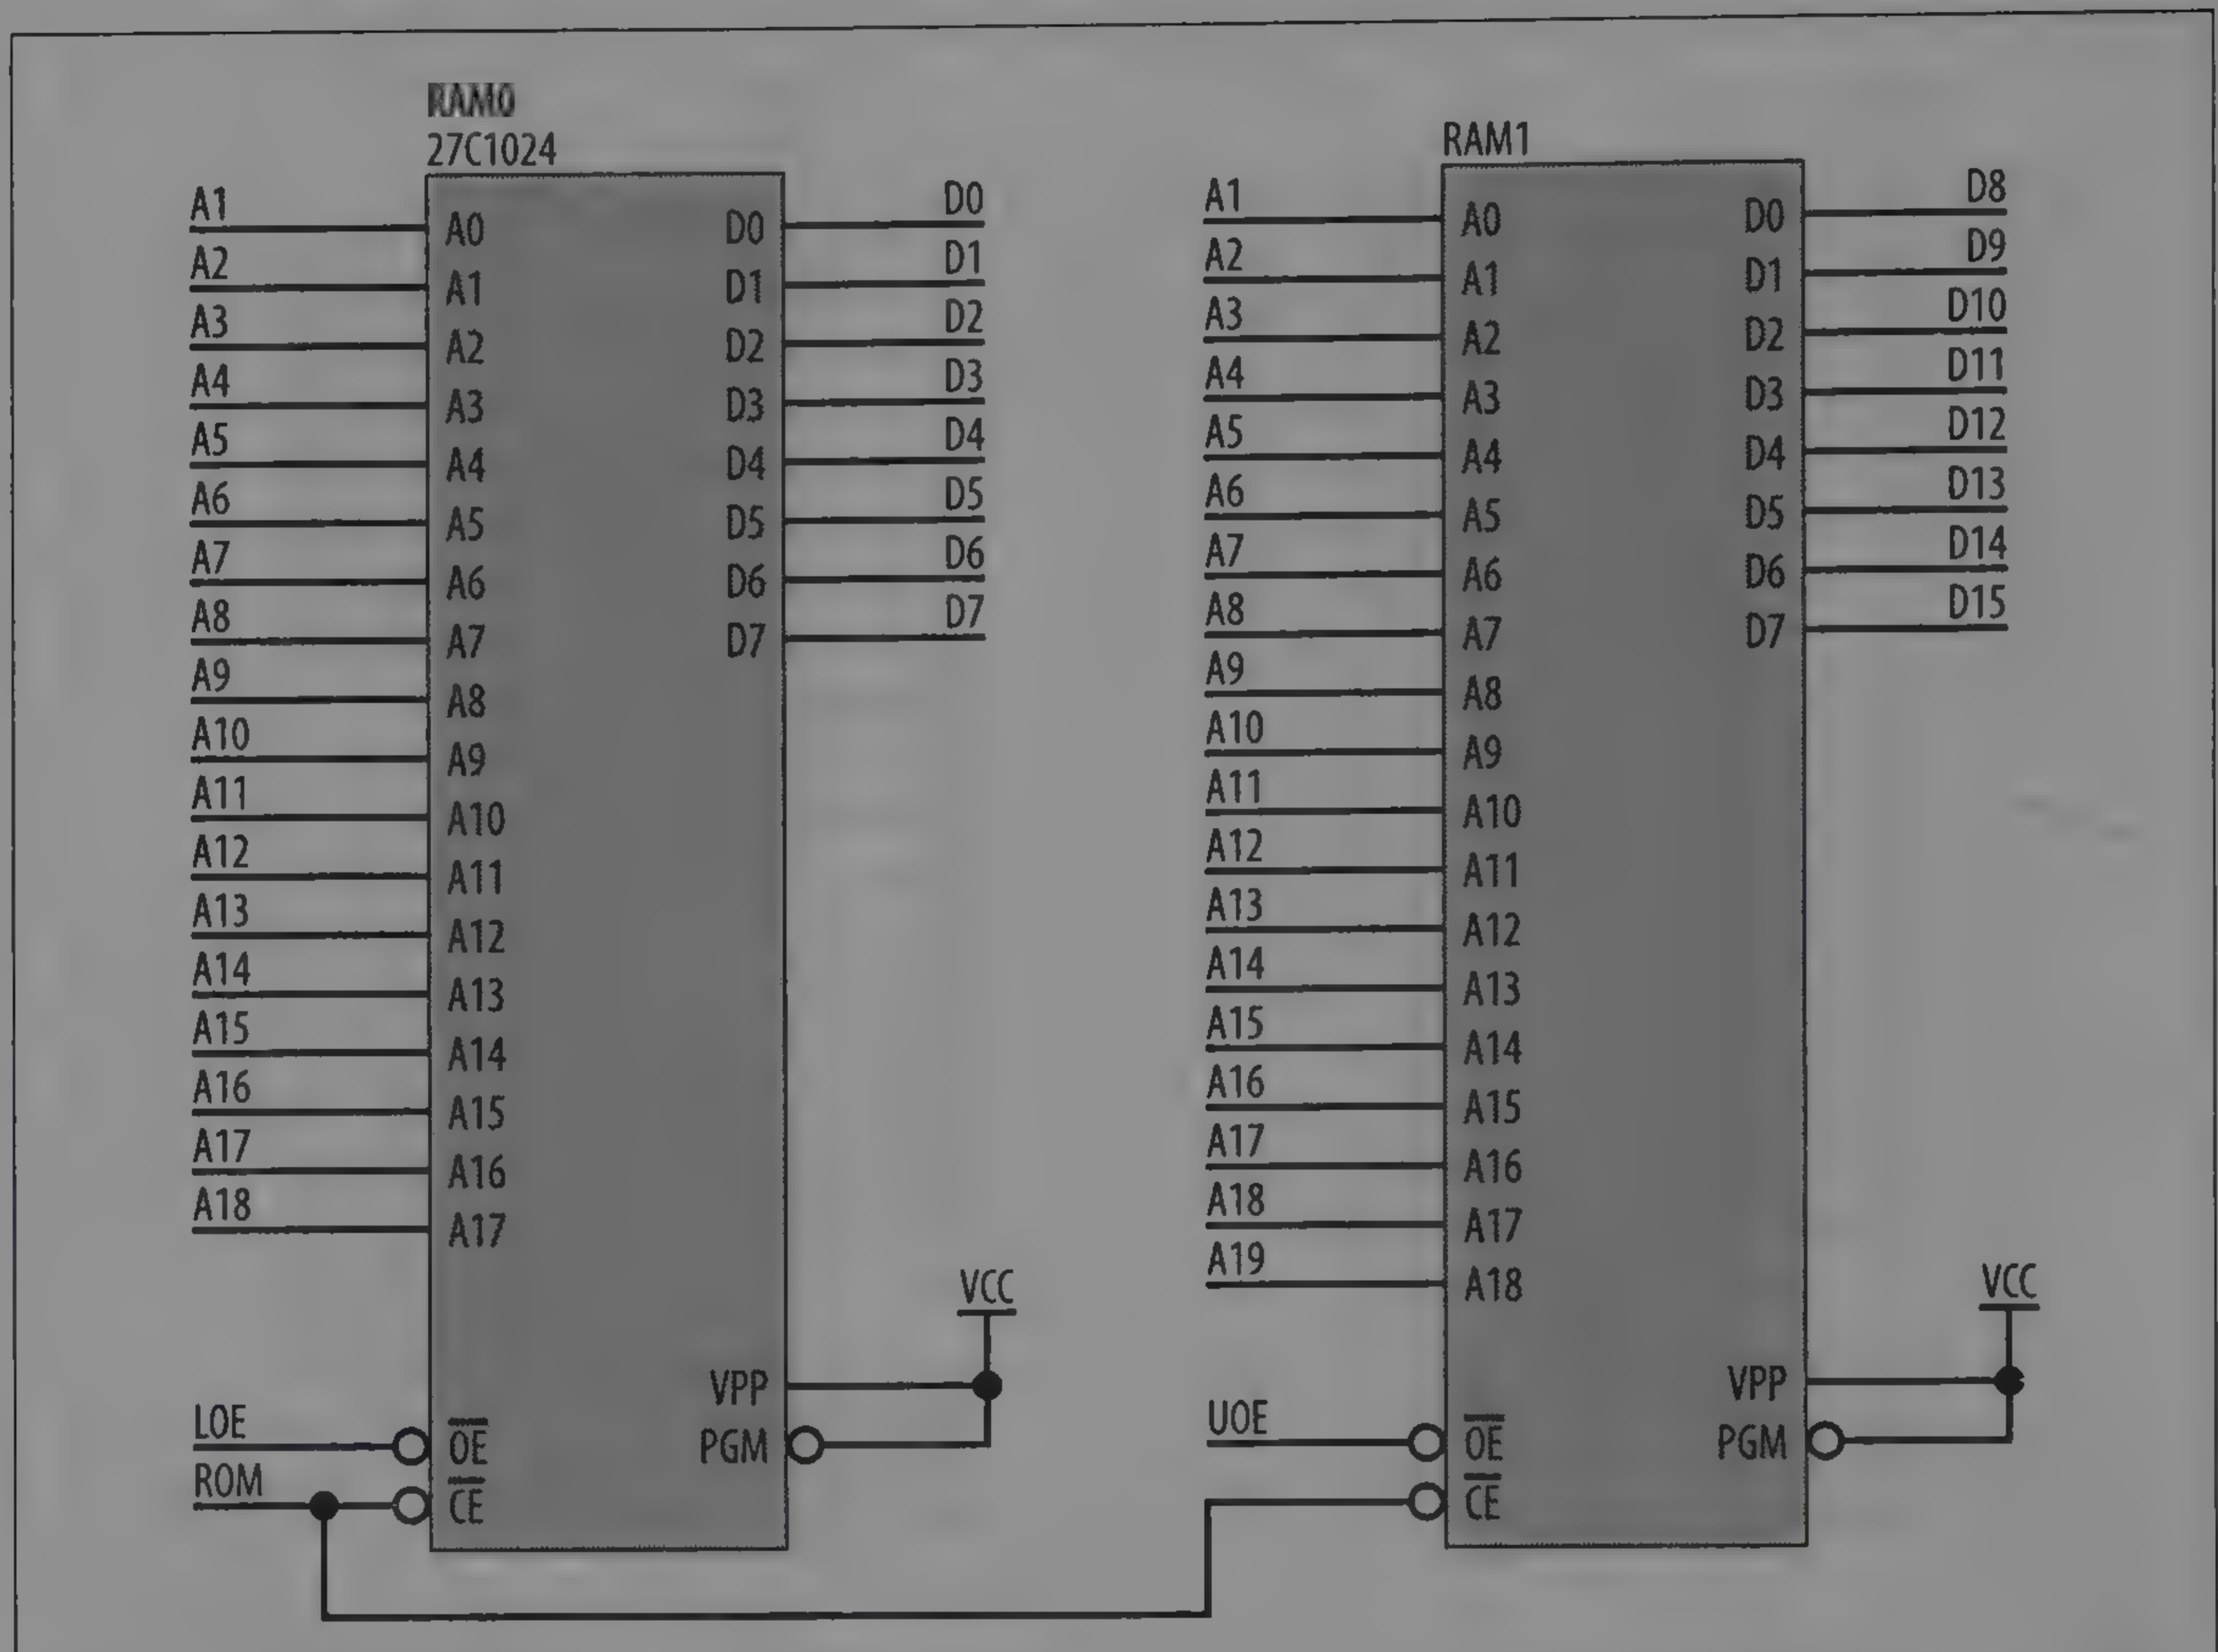 RAM0
27C1024
A1 A0 D0 D0
A2 A1 D1 D1
A3 A2 D2 D2
A4 A3 D3 D3
A5 A4 D4 D4
A6 A5 D5 D5
A7 A6 D6 D6
A8 A7 D7 D7
A9 A8
A10 A9
A11 A10
A12 A11
A13 A12
A14 A13
A15 A14
A16 A15
A17 A16
A18 A17
VCC
VPP
LOE OE PGM
ROM CE
RAM1
A1 A0 D0 D8
A2 A1 D1 D9
A3 A2 D2 D10
A4 A3 D3 D11
A5 A4 D4 D12
A6 A5 D5 D13
A7 A6 D6 D14
A8 A7 D7 D15
A9 A8
A10 A9
A11 A10
A12 A11
A13 A12
A14 A13
A15 A14
A16 A15
A17 A16
A18 A17
A19 A18
VCC
VPP
UOE OE PGM
CE